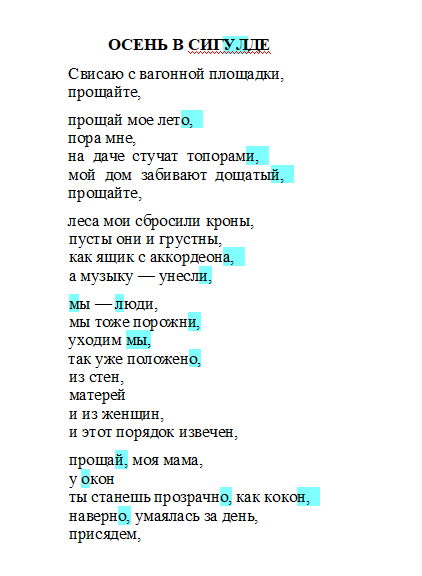 ОСЕНЬ В СИГУЛДЕ
Свисаю с вагонной площадки,
прощайте,
прощай мое лето,
пора мне,
на даче стучат топорами,
мой дом забивают дощатый,
прощайте,
леса мои сбросили кроны,
пусты они и грустны,
как ящик с аккордеона,
а музыку — унесли,
мы — люди,
мы тоже порожни,
уходим мы,
так уже положено,
из стен,
матерей
и из женщин,
и этот порядок извечен,
прощай, моя мама,
у окон
ты станешь прозрачно, как кокон,
наверно, умаялась за день,
присядем,